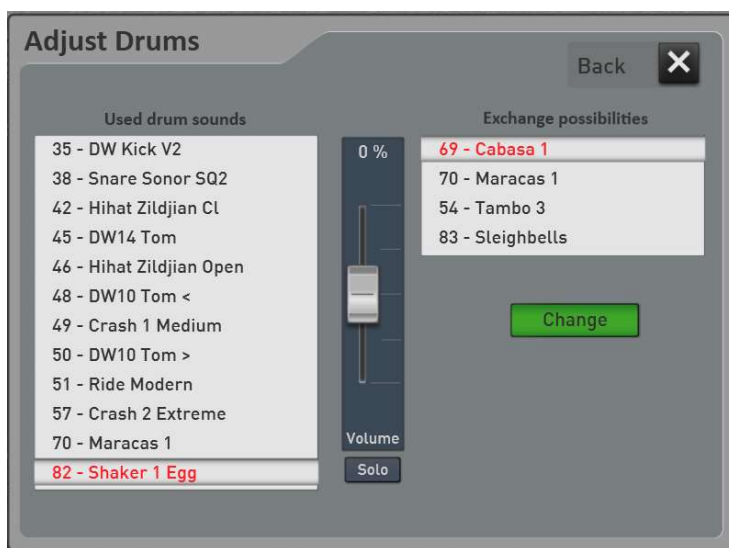 Adjust Drums
Back
Used drum sounds
35 - DW Kick V2
38 - Snare Sonor SQ2
42 - Hihat Zildjian Cl
45 - DW14 Tom
46 - Hihat Zildjian Open
48 - DW10 Tom <
49 - Crash 1 Medium
50 - DW10 Tom >
51 - Ride Modern
57 - Crash 2 Extreme
70 - Maracas 1
82 - Shaker 1 Egg
0 %
Volume
Solo
Exchange possibilities
69 - Cabasa 1
70 - Maracas 1
54 - Tambo 3
83 - Sleighbells
Change